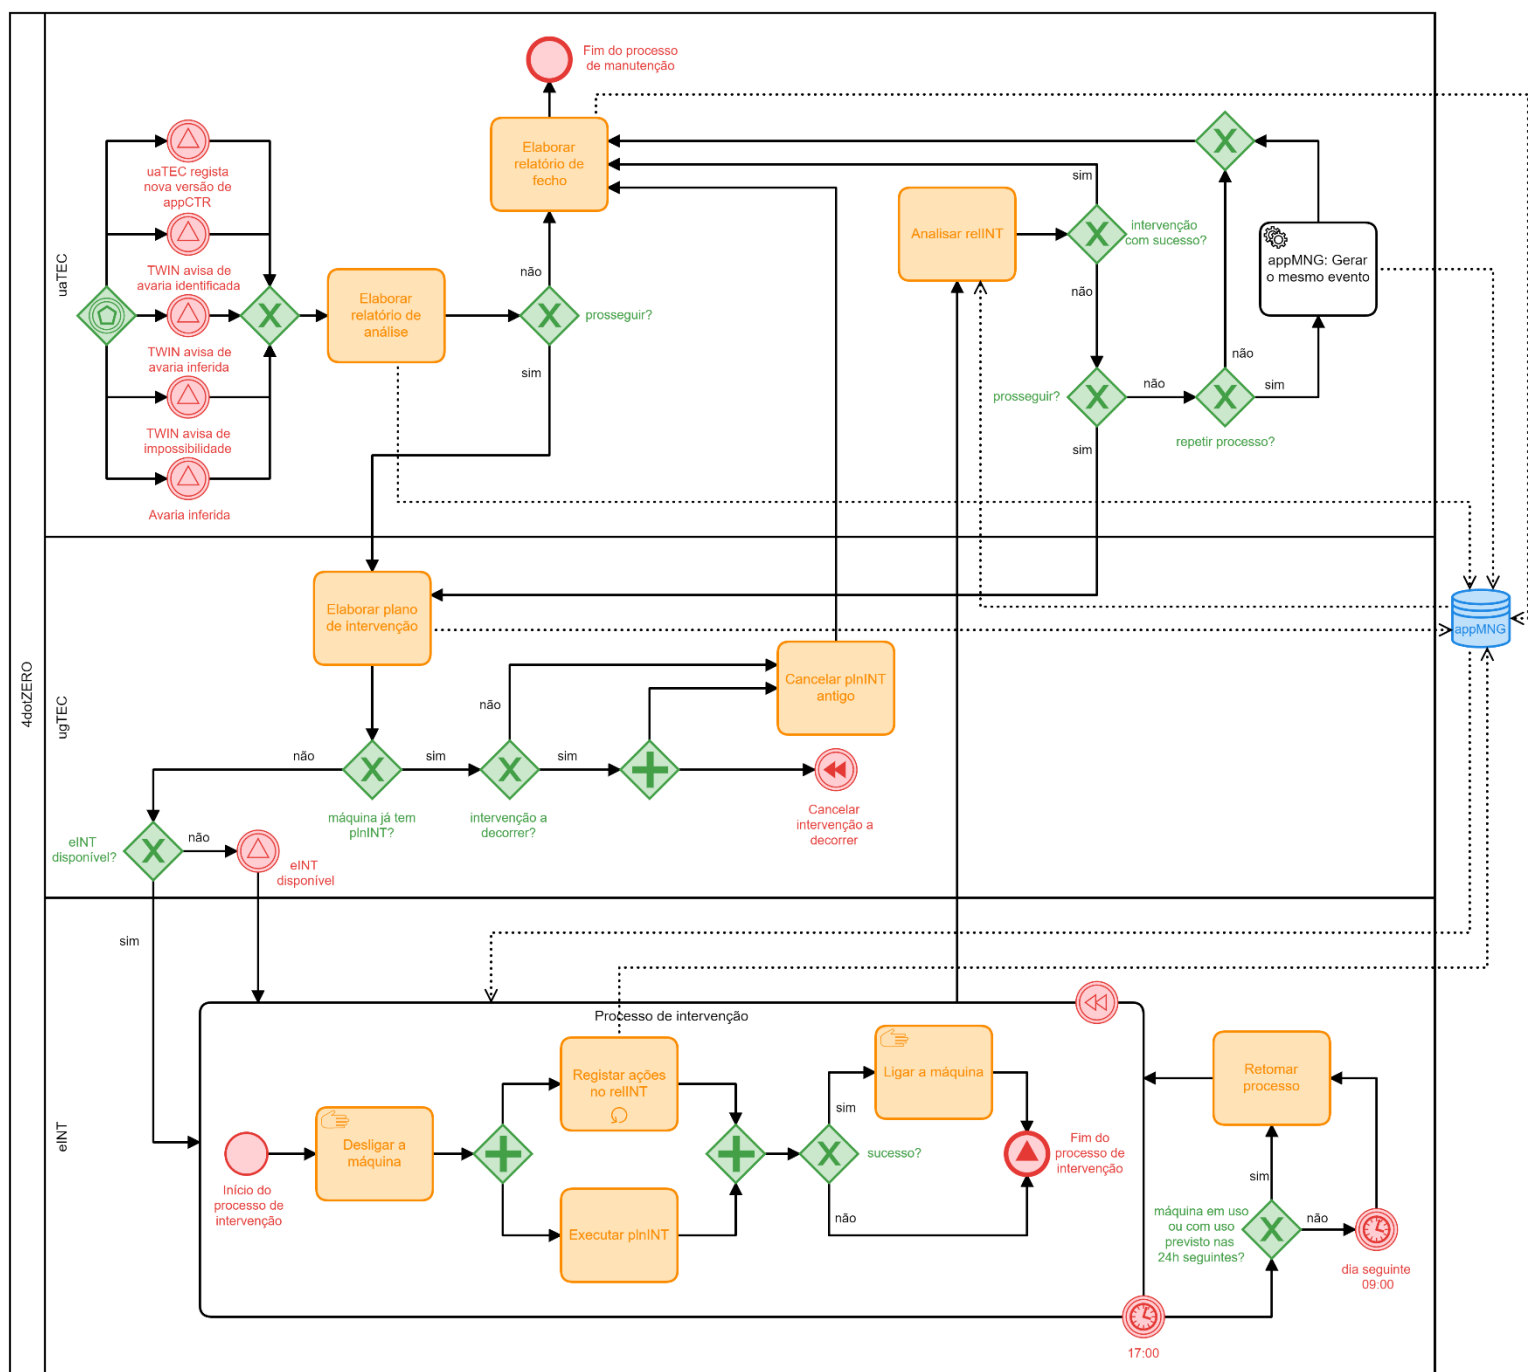 4dotZERO
uaTEC
Fim do processo
de manutenção
uaTEC regista
nova versão de
appCTR
TWIN avisa de
avaria identificada
TWIN avisa de
avaria inferida
TWIN avisa de
impossibilidade
Avaria inferida
Elaborar
relatório de
análise
não
prosseguir?
sim
Elaborar
relatório de
fecho
Analisar relINT
sim
intervenção
com sucesso?
não
prosseguir?
não
sim
repetir processo?
não
sim
appMNG: Gerar
o mesmo evento
appMNG
ugTEC
Elaborar plano
de intervenção
não
sim
máquina já tem
plnINT?
não
sim
intervenção a
decorrer?
Cancelar plnINT
antigo
Cancelar
intervenção a
decorrer
eINT
disponível?
não
eINT
disponível
sim
eINT
Processo de intervenção
Início do
processo de
intervenção
Desligar a
máquina
Registar ações
no relINT
Executar plnINT
sim
sucesso?
não
Ligar a máquina
Fim do
processo de
intervenção
Retomar
processo
sim
máquina em uso
ou com uso
previsto nas
24h seguintes?
não
dia seguinte
09:00
17:00